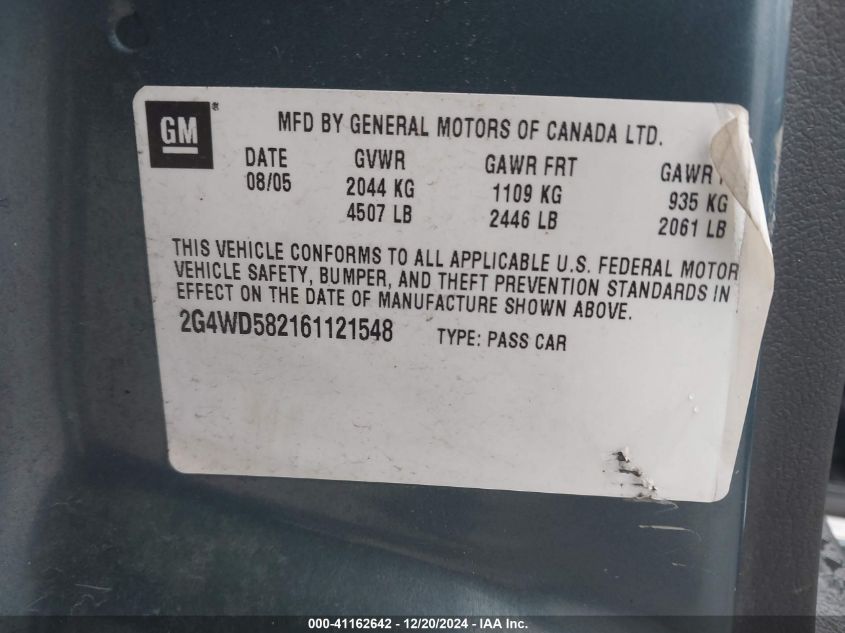 GM®
MFD BY GENERAL MOTORS OF CANADA LTD.
DATE GVWR GAWR FRT GAWR
08/05 2044 KG 1109 KG 935 KG
4507 LB 2446 LB 2061 LB
THIS VEHICLE CONFORMS TO ALL APPLICABLE U.S. FEDERAL MOTOR
VEHICLE SAFETY, BUMPER, AND THEFT PREVENTION STANDARDS IN
EFFECT ON THE DATE OF MANUFACTURE SHOWN ABOVE.
2G4WD582161121548 TYPE: PASS CAR
000-41162642 - 12/20/2024 - IAA Inc.